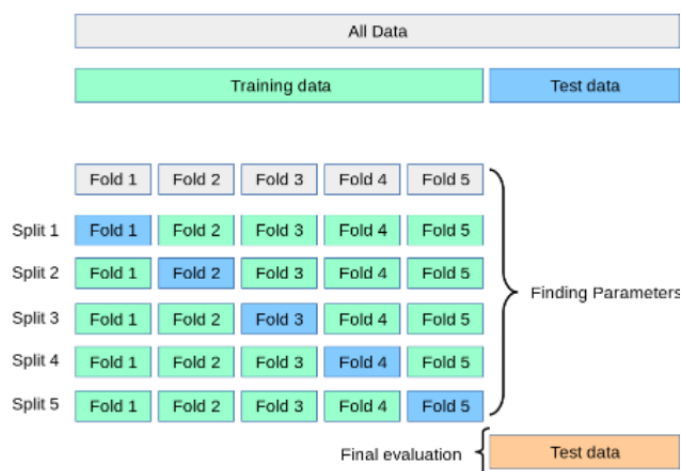 All Data
Training data Test data
Fold 1 Fold 2 Fold 3 Fold 4 Fold 5
Split 1 Fold 1 Fold 2 Fold 3 Fold 4 Fold 5
Split 2 Fold 1 Fold 2 Fold 3 Fold 4 Fold 5
Finding Parameters
Split 3 Fold 1 Fold 2 Fold 3 Fold 4 Fold 5
Split 4 Fold 1 Fold 2 Fold 3 Fold 4 Fold 5
Split 5 Fold 1 Fold 2 Fold 3 Fold 4 Fold 5
Final evaluation Test data